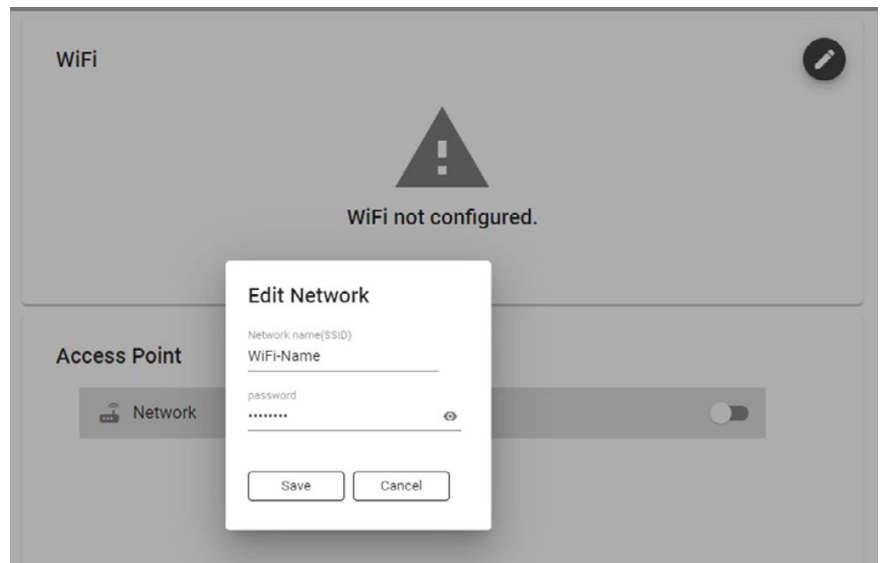 WiFi
WiFi not configured.
Edit Network
Network name(SSID)
WiFi-Name
password
••••••••
Access Point
Network
Save
Cancel